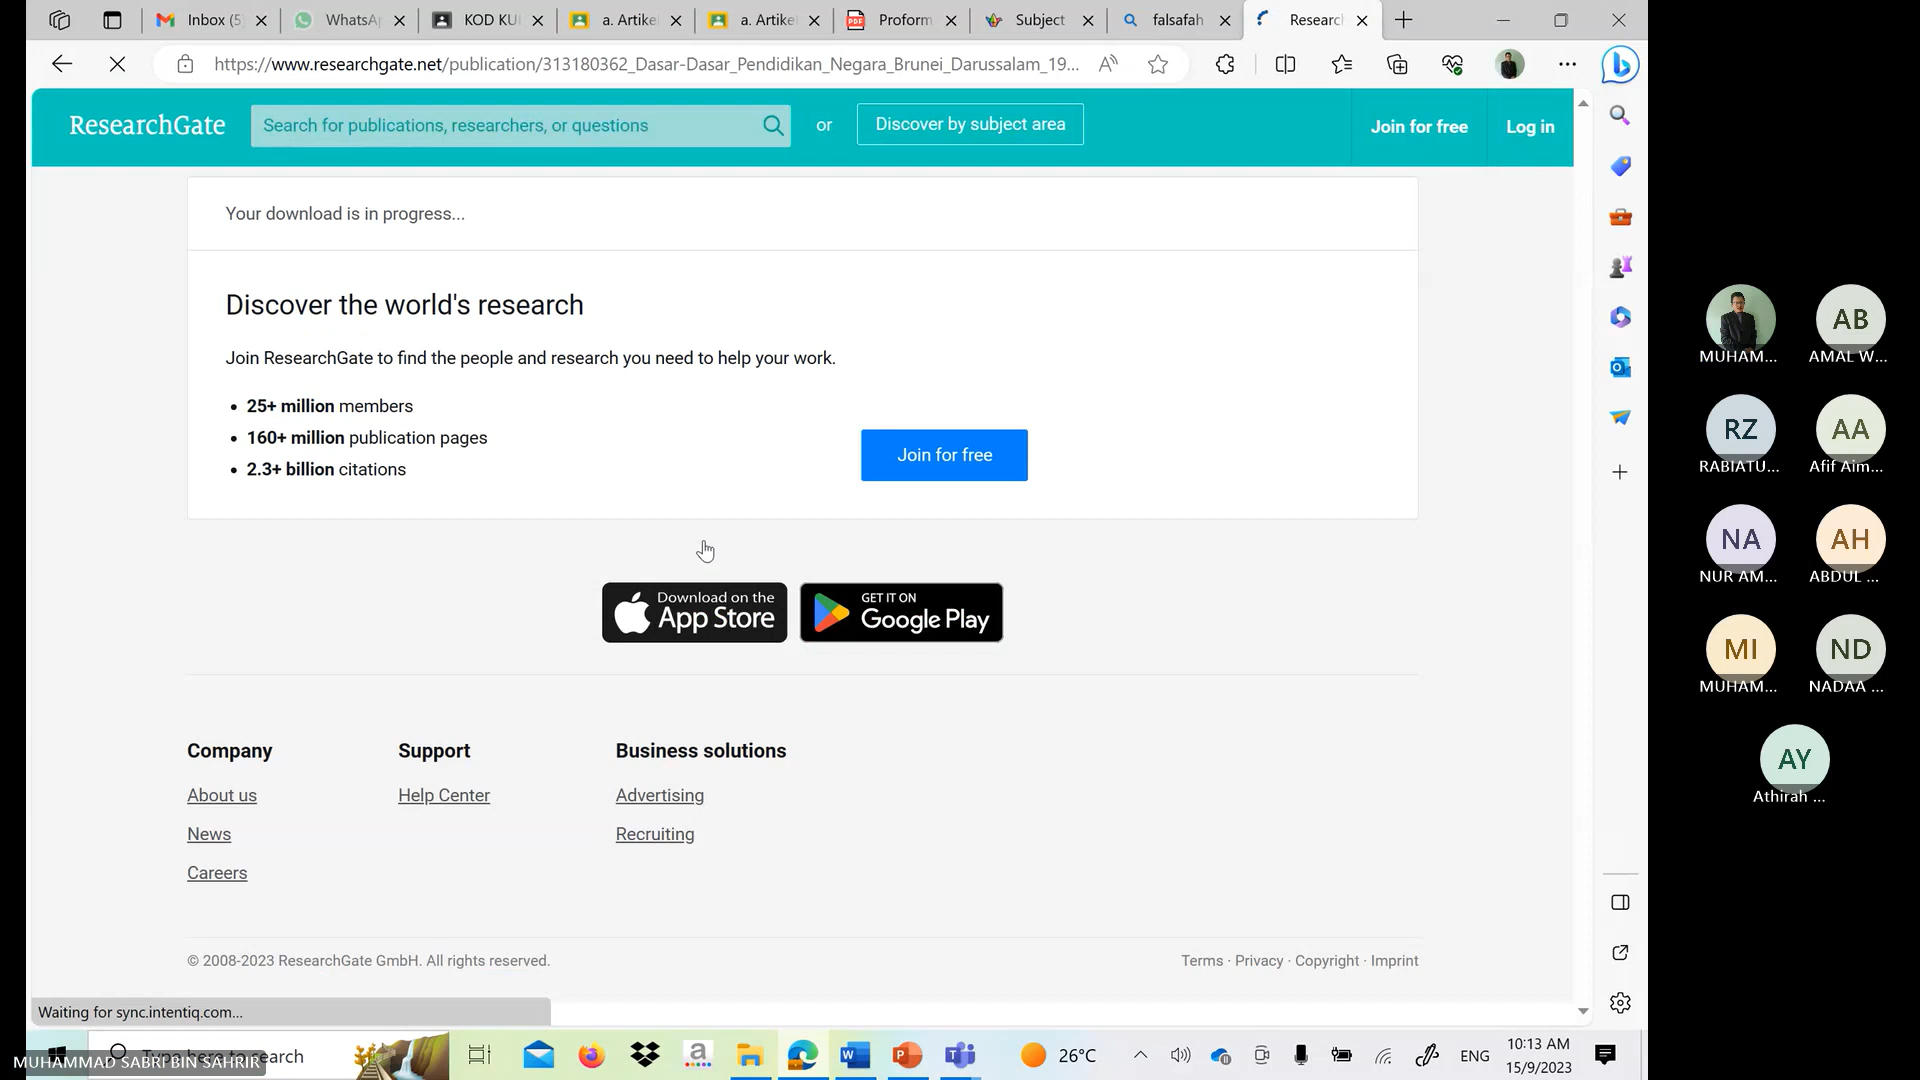 Inbox (5
WhatsA
KOD KU
a. Artike
a. Artike
Proform
Subject
falsafah
Researc
https://www.researchgate.net/publication/313180362_Dasar-Dasar_Pendidikan_Negara_Brunei_Darussalam_19...
ResearchGate
Search for publications, researchers, or questions
or
Discover by subject area
Join for free
Log in
Your download is in progress...
Discover the world's research
Join ResearchGate to find the people and research you need to help your work.
25+ million members
160+ million publication pages
2.3+ billion citations
Join for free
Download on the
App Store
GET IT ON
Google Play
Company
Support
Business solutions
About us
Help Center
Advertising
News
Recruiting
Careers
© 2008-2023 ResearchGate GmbH. All rights reserved.
Terms · Privacy · Copyright · Imprint
Waiting for sync.intentiq.com...
Type here to search
MUHAMMAD SABRI BIN SAHRIR
26°C
ENG
10:13 AM
15/9/2023
MUHAM...
AB
AMAL W...
RZ
RABIATU...
AA
Afif Aim...
NA
NUR AM...
AH
ABDUL ...
MI
MUHAM...
ND
NADAA ...
AY
Athirah ...